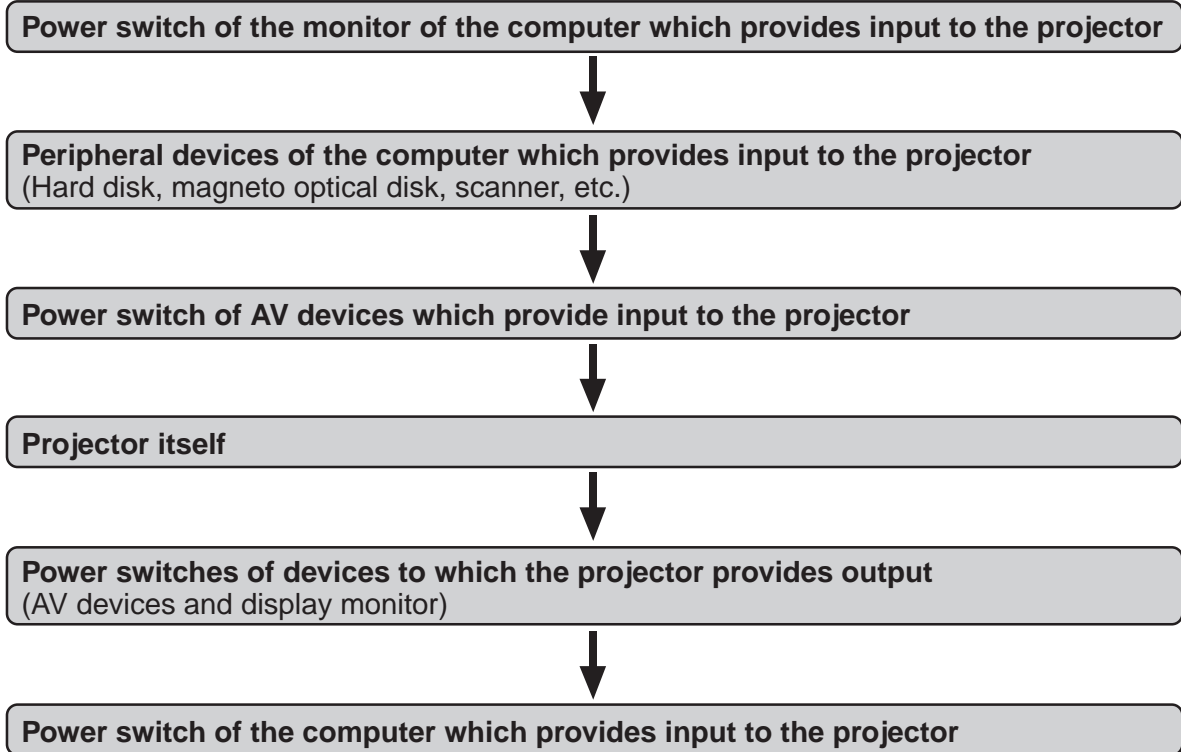 Power switch of the monitor of the computer which provides input to the projector
Peripheral devices of the computer which provides input to the projector
(Hard disk, magneto optical disk, scanner, etc.)
Power switch of AV devices which provide input to the projector
Projector itself
Power switches of devices to which the projector provides output
(AV devices and display monitor)
Power switch of the computer which provides input to the projector